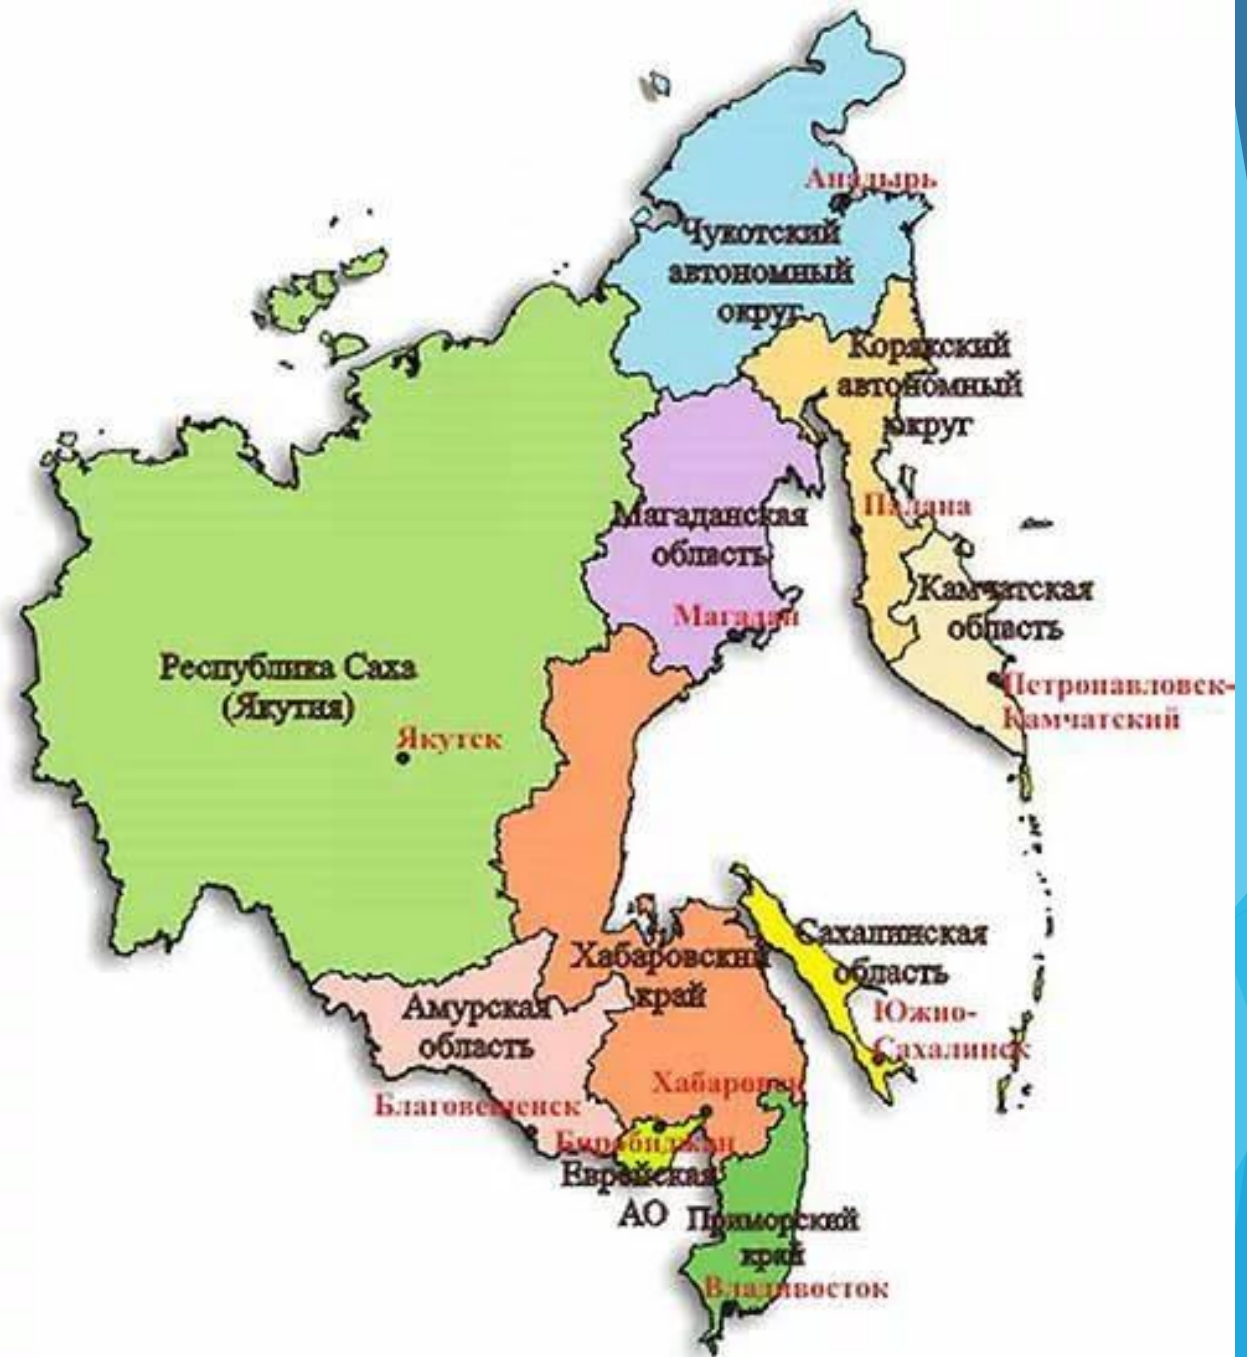 Анадырь
Чукотский
автономный
округ
Корякский
автономный
округ
Палана
Магаданская
область
Магадан
Камчатская
область
Петропавловск-
Камчатский
Республика Саха
(Якутия)
Якутск
Сахалинская
область
Южно-
Сахалинск
Хабаровский
край
Амурская
область
Хабаровск
Благовещенск
Биробиджан
Еврейская
АО
Приморский
край
Владивосток